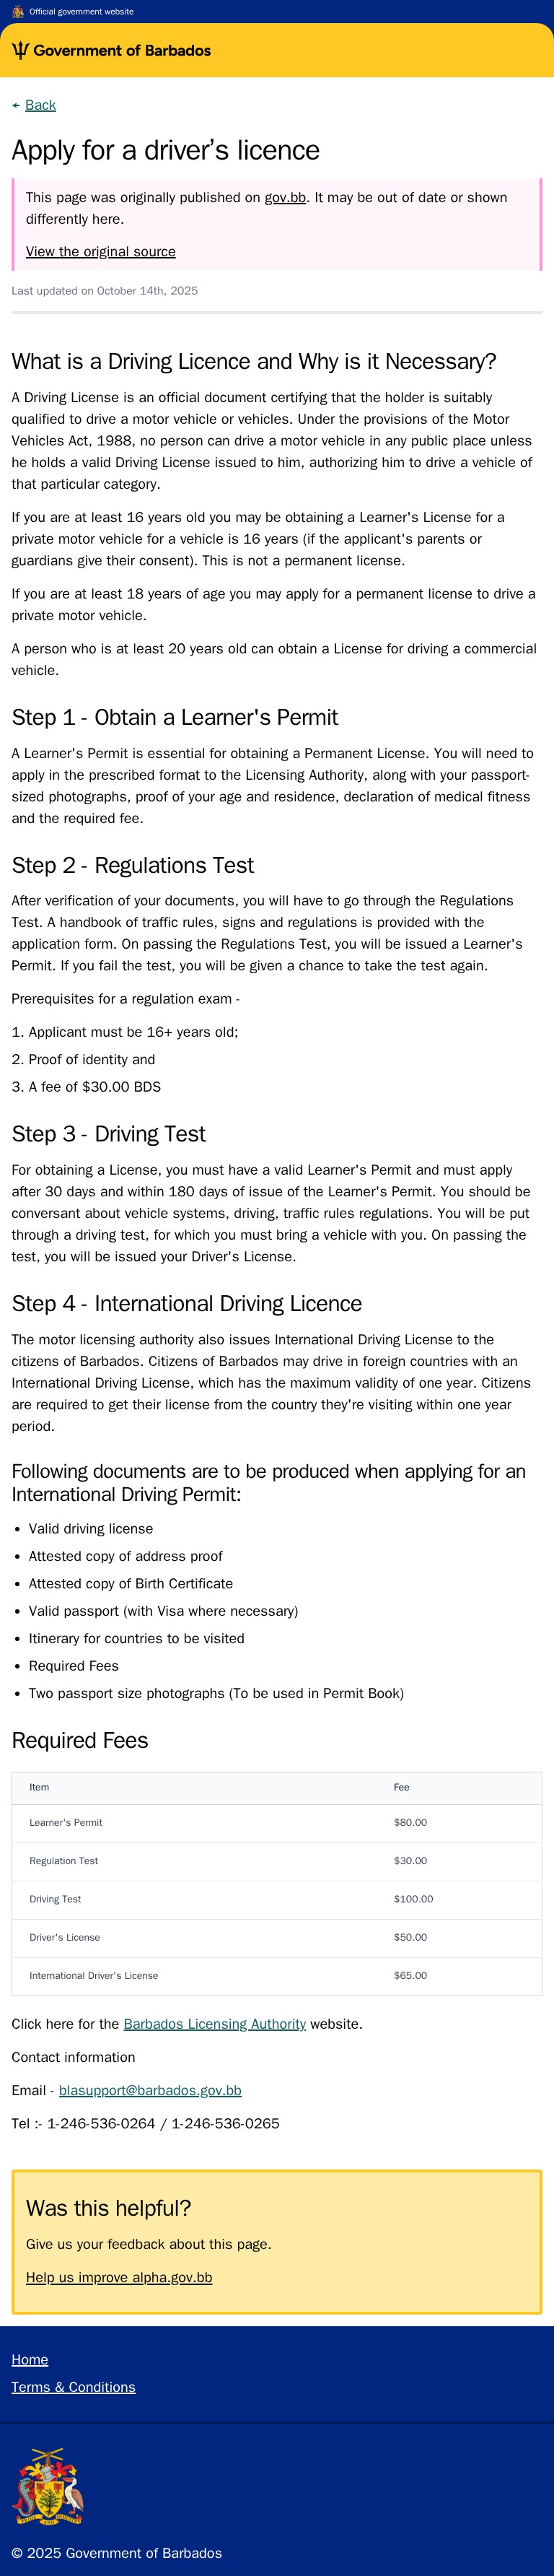 Official government website
Government of Barbados
← Back
Apply for a driver’s licence
This page was originally published on gov.bb. It may be out of date or shown
differently here.
View the original source
Last updated on October 14th, 2025
What is a Driving Licence and Why is it Necessary?
A Driving License is an official document certifying that the holder is suitably
qualified to drive a motor vehicle or vehicles. Under the provisions of the Motor
Vehicles Act, 1988, no person can drive a motor vehicle in any public place unless
he holds a valid Driving License issued to him, authorizing him to drive a vehicle of
that particular category.
If you are at least 16 years old you may be obtaining a Learner's License for a
private motor vehicle for a vehicle is 16 years (if the applicant's parents or
guardians give their consent). This is not a permanent license.
If you are at least 18 years of age you may apply for a permanent license to drive a
private motor vehicle.
A person who is at least 20 years old can obtain a License for driving a commercial
vehicle.
Step 1 - Obtain a Learner's Permit
A Learner's Permit is essential for obtaining a Permanent License. You will need to
apply in the prescribed format to the Licensing Authority, along with your passport-
sized photographs, proof of your age and residence, declaration of medical fitness
and the required fee.
Step 2 - Regulations Test
After verification of your documents, you will have to go through the Regulations
Test. A handbook of traffic rules, signs and regulations is provided with the
application form. On passing the Regulations Test, you will be issued a Learner's
Permit. If you fail the test, you will be given a chance to take the test again.
Prerequisites for a regulation exam -
1. Applicant must be 16+ years old;
2. Proof of identity and
3. A fee of $30.00 BDS
Step 3 - Driving Test
For obtaining a License, you must have a valid Learner's Permit and must apply
after 30 days and within 180 days of issue of the Learner's Permit. You should be
conversant about vehicle systems, driving, traffic rules regulations. You will be put
through a driving test, for which you must bring a vehicle with you. On passing the
test, you will be issued your Driver's License.
Step 4 - International Driving Licence
The motor licensing authority also issues International Driving License to the
citizens of Barbados. Citizens of Barbados may drive in foreign countries with an
International Driving License, which has the maximum validity of one year. Citizens
are required to get their license from the country they're visiting within one year
period.
Following documents are to be produced when applying for an
International Driving Permit:
• Valid driving license
• Attested copy of address proof
• Attested copy of Birth Certificate
• Valid passport (with Visa where necessary)
• Itinerary for countries to be visited
• Required Fees
• Two passport size photographs (To be used in Permit Book)
Required Fees
Item Fee
Learner's Permit $80.00
Regulation Test $30.00
Driving Test $100.00
Driver's License $50.00
International Driver's License $65.00
Click here for the Barbados Licensing Authority website.
Contact information
Email - blasupport@barbados.gov.bb
Tel :- 1-246-536-0264 / 1-246-536-0265
Was this helpful?
Give us your feedback about this page.
Help us improve alpha.gov.bb
Home
Terms & Conditions
PRIDE AND INDUSTRY
© 2025 Government of Barbados